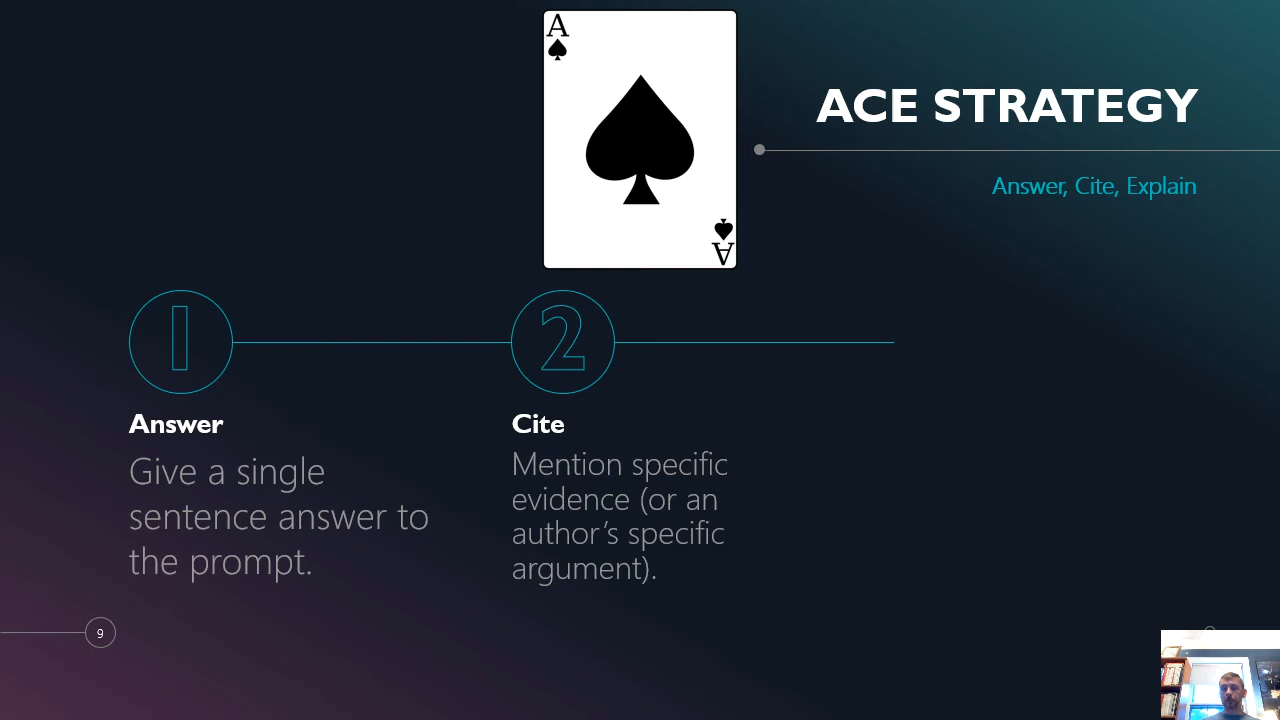 A
ACE STRATEGY
Answer, Cite, Explain
A
1
2
Answer
Cite
Give a single
sentence answer to
the prompt.
Mention specific
evidence (or an
author’s specific
argument).
9